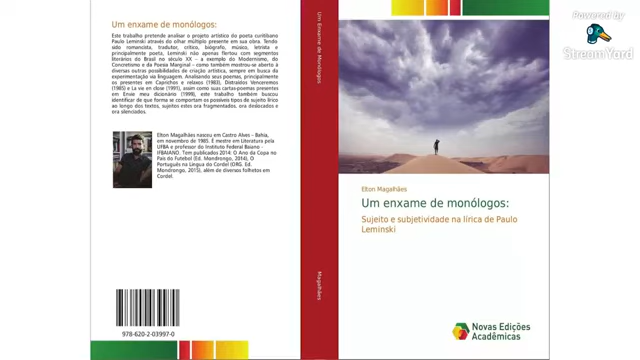 Um enxame de monólogos:
Este trabalho pretende analisar o projeto artístico do poeta curitibano
Paulo Leminski através do olhar múltiplo presente em sua obra. Tendo
sido romancista, tradutor, crítico, biógrafo, músico, letrista e
principalmente poeta, Leminski não apenas flertou com segmentos
literários do Brasil no século XX – a exemplo do Modernismo, do
Concretismo e da Poesia Marginal – como também mostrou-se aberto à
diversas outras possibilidades de criação artística, sempre em busca da
experimentação via linguagem. Analisando seus poemas, principalmente
os presentes em Caprichos e relaxos (1983), Distraídos Venceremos
(1985) e La vie en close (1991), assim como suas cartas-poemas presentes
em Envie meu dicionário (1999), este trabalho também buscou
identificar de que forma se comportam os possíveis tipos de sujeito lírico
ao longo dos textos, sujeitos estes ora fragmentados, ora deslocados e
ora silenciados.
Elton Magalhães nasceu em Castro Alves – Bahia,
em novembro de 1985. É mestre em Literatura pela
UFBA e professor do Instituto Federal Baiano -
IFBAIANO. Tem publicados 2014: O Ano da Copa no
País do Futebol (Ed. Mondrongo, 2014), O
Português na Língua do Cordel (ORG. Ed.
Mondrongo, 2015), além de diversos folhetos em
Cordel.
978-620-2-03997-0
Um Enxame de Monólogos
Magalhães
Elton Magalhães
Um enxame de monólogos:
Sujeito e subjetividade na lírica de Paulo
Leminski
Novas Edições
Acadêmicas
Powered by
StreamYard